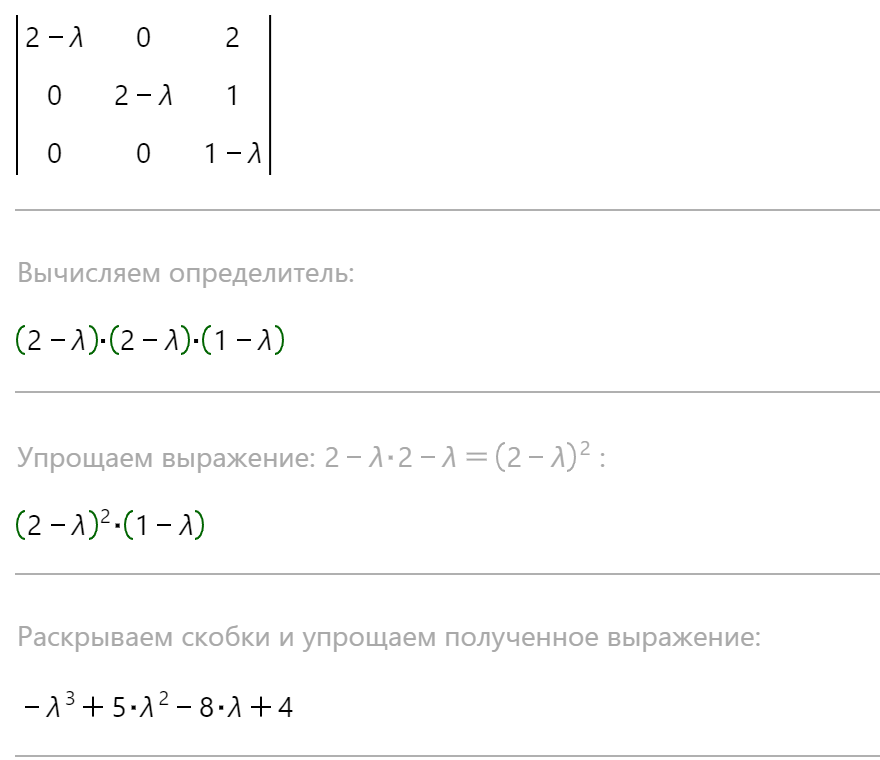 2 − λ 0 2
0 2 − λ 1
0 0 1 − λ
Вычисляем определитель:
(2 − λ)·(2 − λ)·(1 − λ)
Упрощаем выражение: 2 − λ·2 − λ = (2 − λ)² :
(2 − λ)²·(1 − λ)
Раскрываем скобки и упрощаем полученное выражение:
−λ³ + 5·λ² − 8·λ + 4